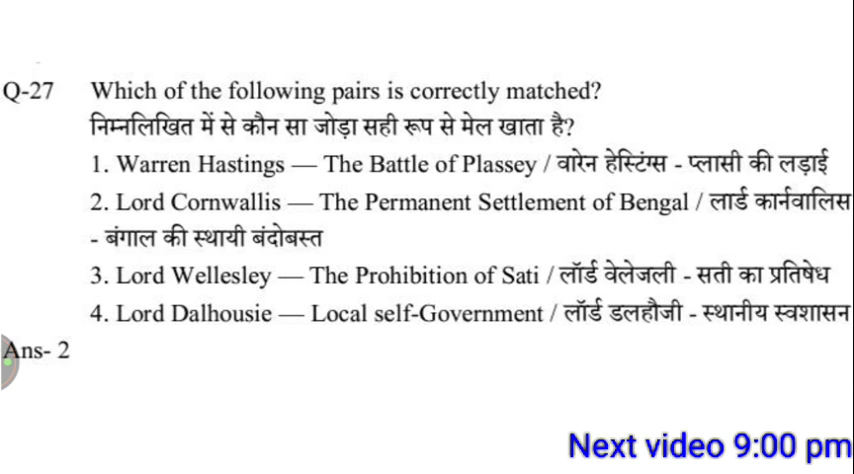 Q-27 Which of the following pairs is correctly matched?
निम्नलिखित में से कौन सा जोड़ा सही रूप से मेल खाता है?
1. Warren Hastings — The Battle of Plassey / वारेन हेस्टिंग्स - प्लासी की लड़ाई
2. Lord Cornwallis — The Permanent Settlement of Bengal / लार्ड कार्नवालिस
- बंगाल की स्थायी बंदोबस्त
3. Lord Wellesley — The Prohibition of Sati / लॉर्ड वेलेजली - सती का प्रतिषेध
4. Lord Dalhousie — Local self-Government / लॉर्ड डलहौजी - स्थानीय स्वशासन
Ans- 2
Next video 9:00 pm